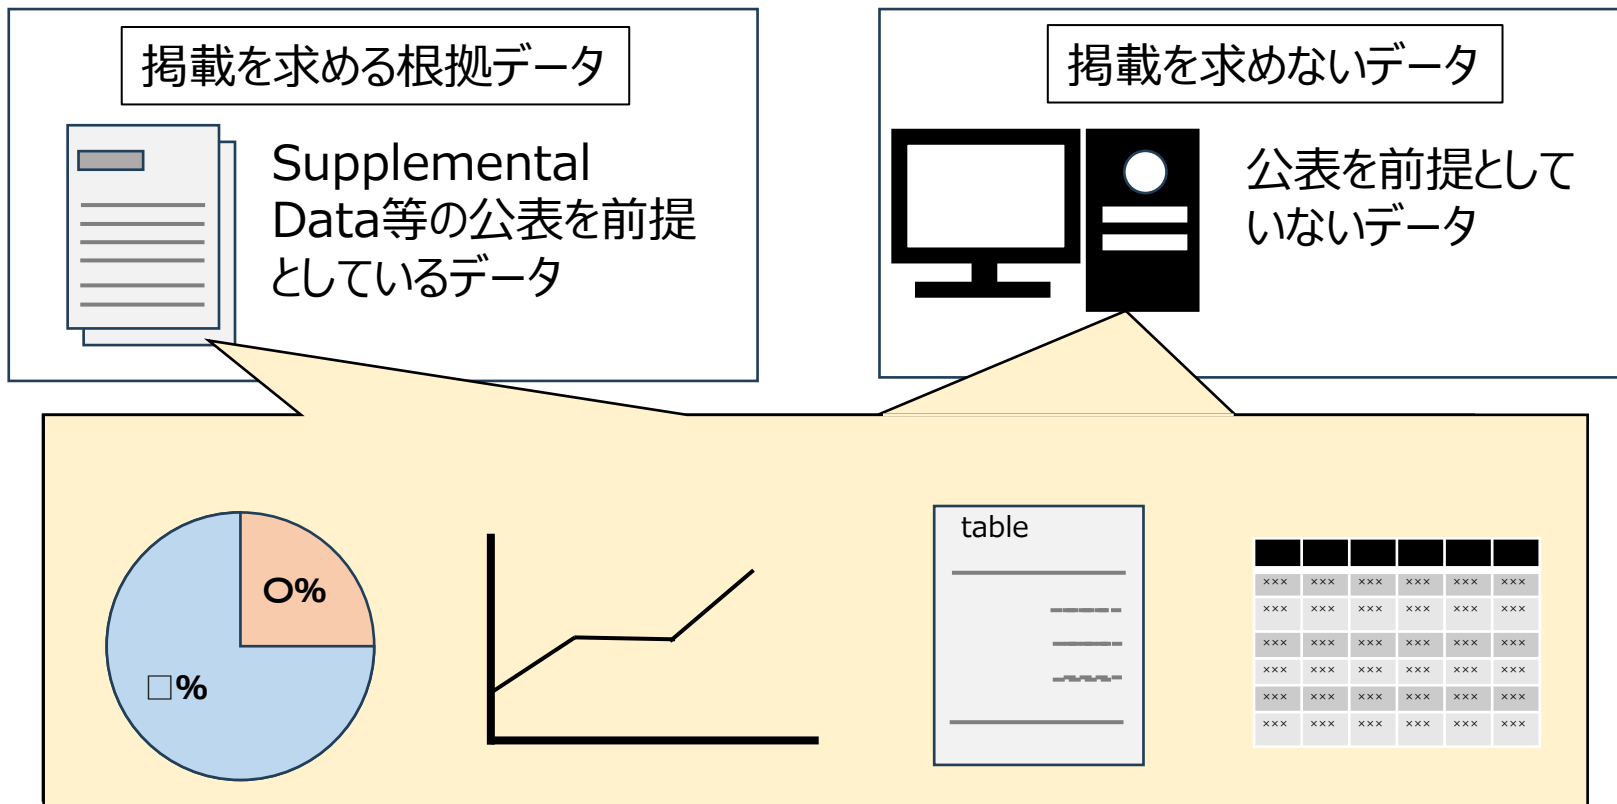 掲載を求める根拠データ
Supplemental
Data等の公表を前提
としているデータ
掲載を求めないデータ
公表を前提として
いないデータ
○%
□%
table
××× ××× ××× ××× ××× ×××
××× ××× ××× ××× ××× ×××
××× ××× ××× ××× ××× ×××
××× ××× ××× ××× ××× ×××
××× ××× ××× ××× ××× ×××
××× ××× ××× ××× ××× ×××